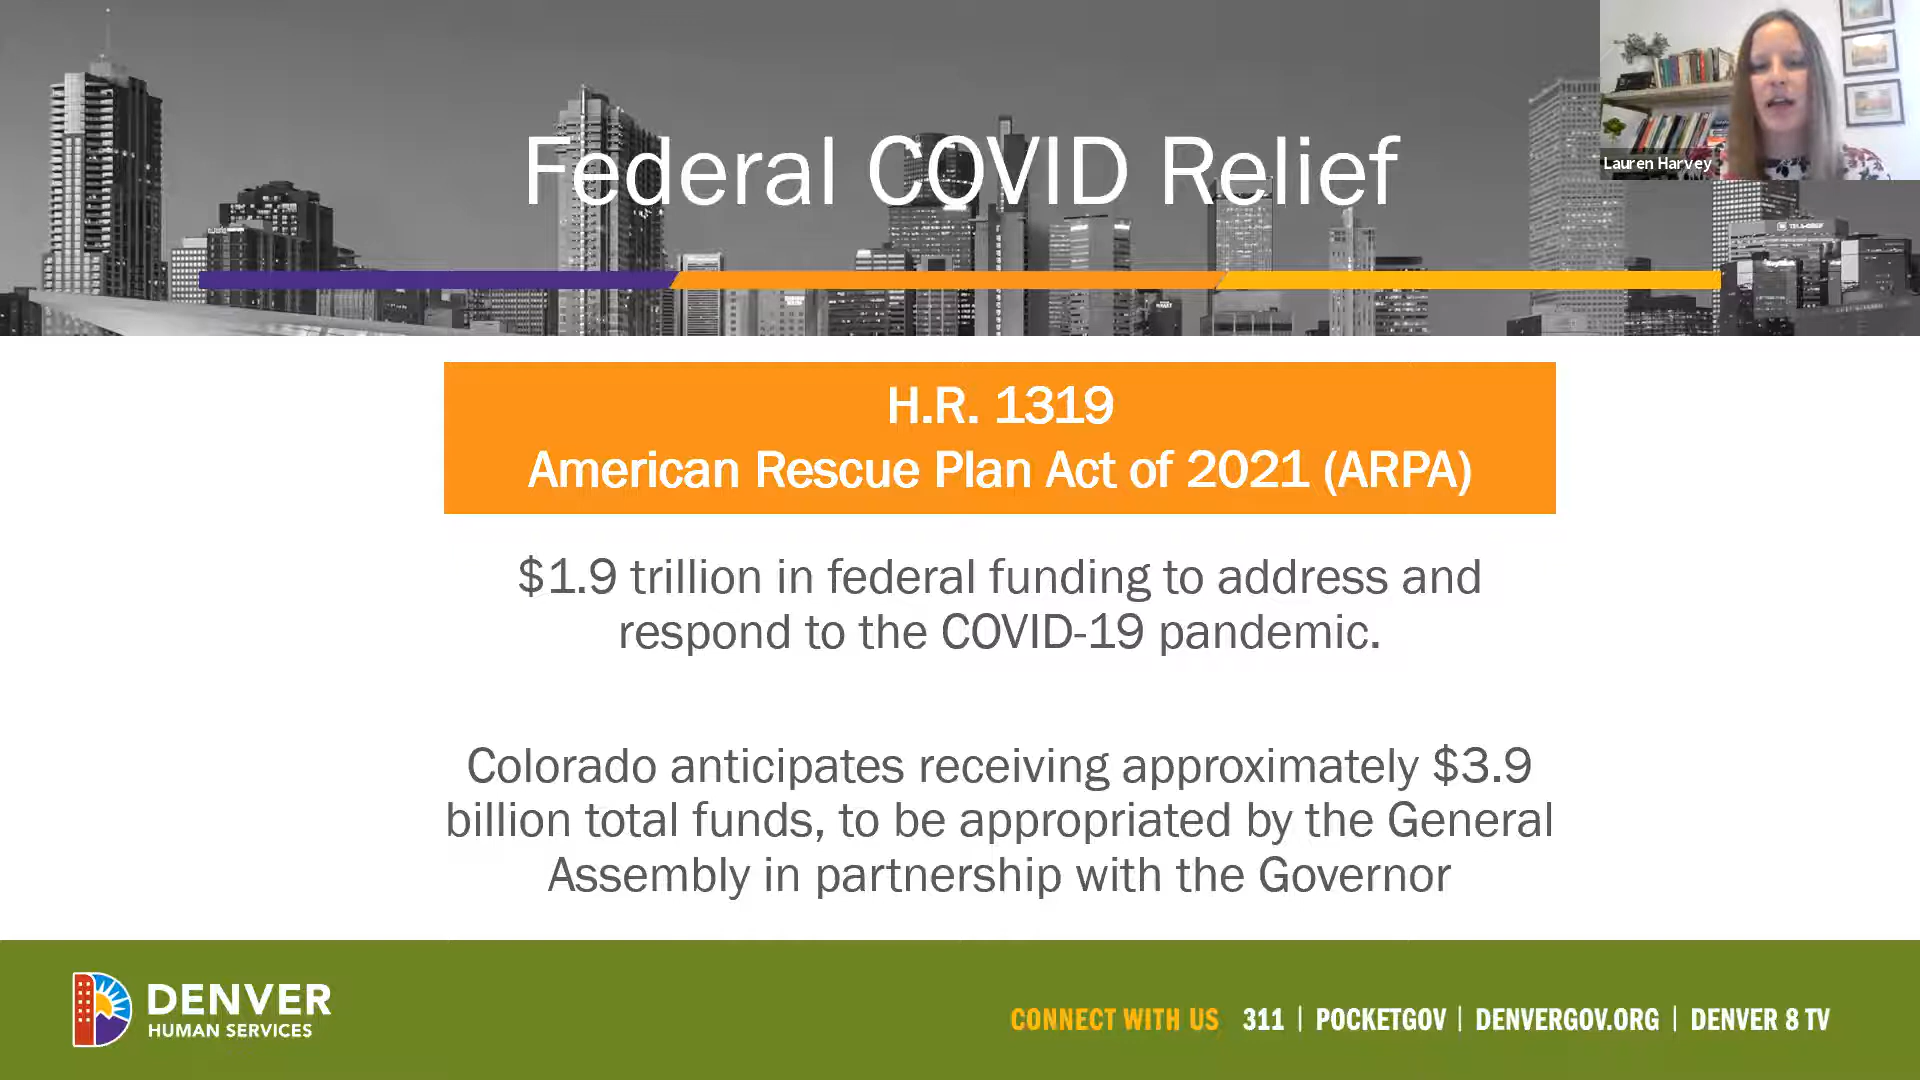 Federal COVID Relief
Lauren Harvey
H.R. 1319
American Rescue Plan Act of 2021 (ARPA)
$1.9 trillion in federal funding to address and
respond to the COVID-19 pandemic.
Colorado anticipates receiving approximately $3.9
billion total funds, to be appropriated by the General
Assembly in partnership with the Governor
DENVER
HUMAN SERVICES
CONNECT WITH US 311 | POCKETGOV | DENVERGOV.ORG | DENVER 8 TV